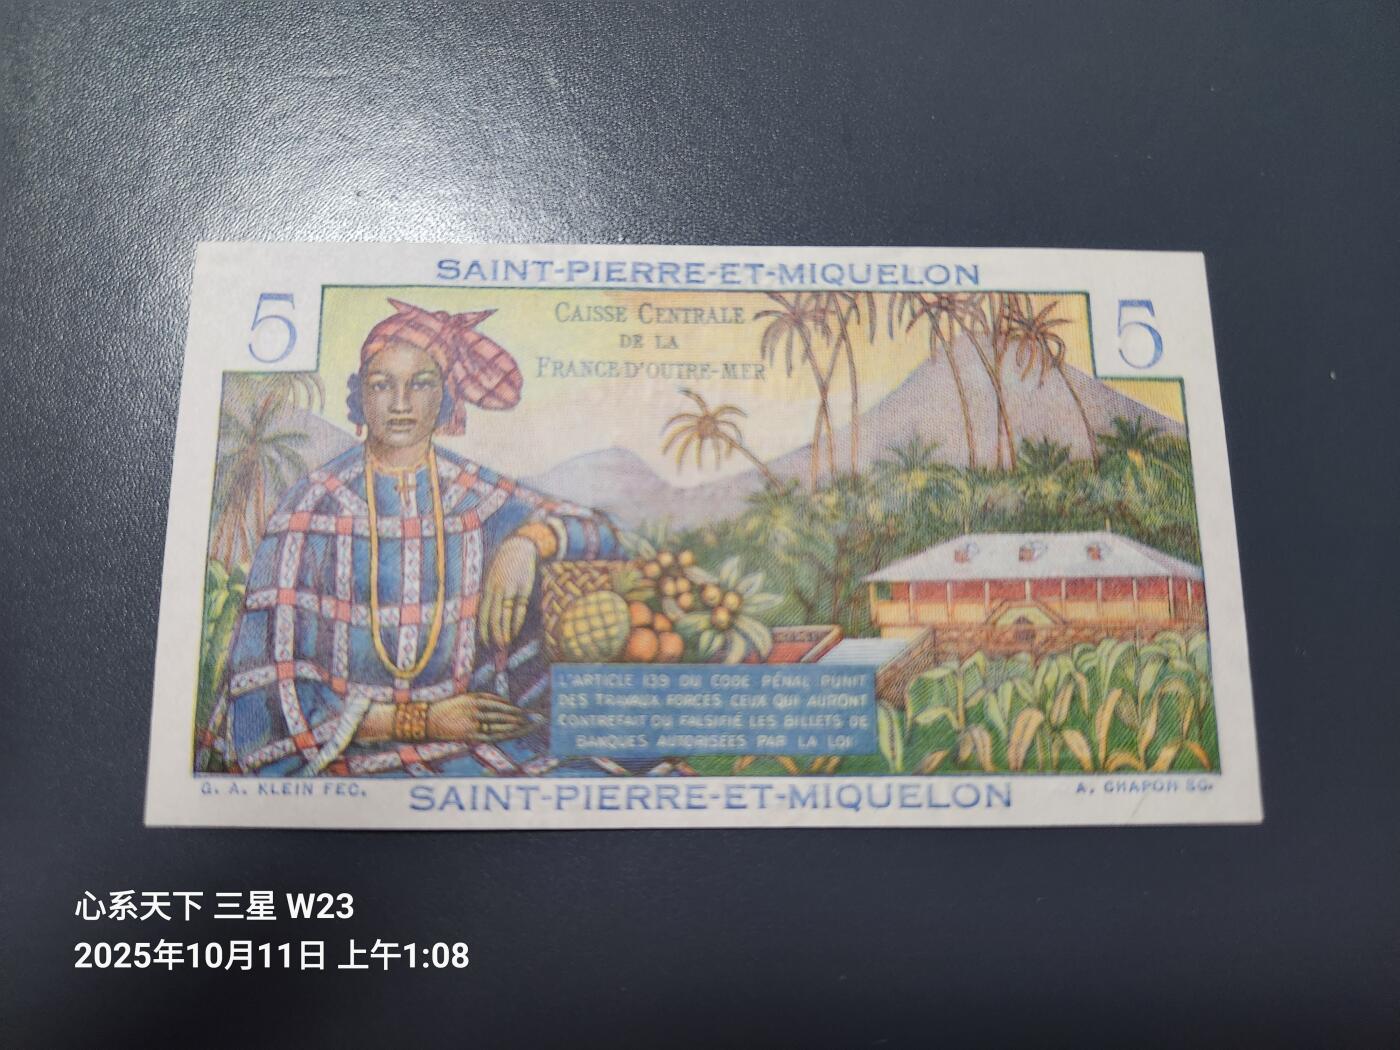 SAINT-PIERRE-ET-MIQUELON
5
5
CAISSE CENTRALE
DE LA
FRANCE D'OUTRE-MER
L'ARTICLE 139 DU CODE PÉNAL PUNIT
DES TRAVAUX FORCÉS CEUX QUI AURONT
CONTREFAIT OU FALSIFIÉ LES BILLETS DE
BANQUES AUTORISÉES PAR LA LOI
G. A. KLEIN FEC.
SAINT-PIERRE-ET-MIQUELON
A. CHAPON SC.
心系天下 三星 W23
2025年10月11日 上午1:08